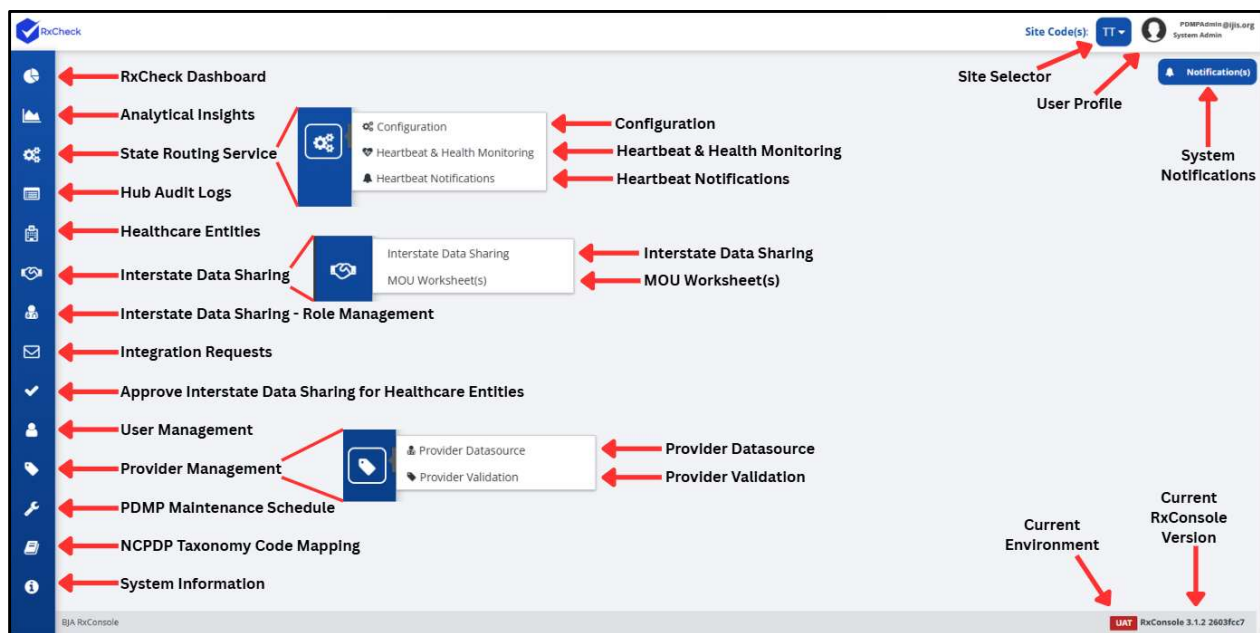 RxCheck
Site Code(s): TT
PDMPAdmin@ijis.org
System Admin
Notification(s)
Site Selector
User Profile
System
Notifications
RxCheck Dashboard
Analytical Insights
State Routing Service
Configuration
Heartbeat & Health Monitoring
Heartbeat Notifications
Configuration
Heartbeat & Health Monitoring
Heartbeat Notifications
Hub Audit Logs
Healthcare Entities
Interstate Data Sharing
Interstate Data Sharing
MOU Worksheet(s)
Interstate Data Sharing
MOU Worksheet(s)
Interstate Data Sharing - Role Management
Integration Requests
Approve Interstate Data Sharing for Healthcare Entities
User Management
Provider Management
Provider Datasource
Provider Validation
Provider Datasource
Provider Validation
PDMP Maintenance Schedule
NCPDP Taxonomy Code Mapping
System Information
Current
Environment
Current
RxConsole
Version
BJA RxConsole
UAT RxConsole 3.1.2 2603fcc7